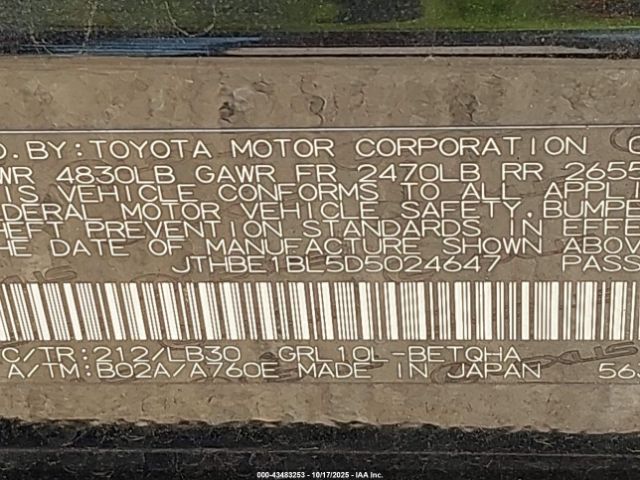 D.BY:TOYOTA MOTOR CORPORATION
WR 4830LB GAWR FR 2470LB RR 2655
IS VEHICLE CONFORMS TO ALL APPLI
EDERAL MOTOR VEHICLE SAFETY,BUMPE
HEFT PREVENTION STANDARDS IN EFFE
HE DATE OF MANUFACTURE SHOWN ABOV
JTHBE1BL5D5024647 PASS
C/TR:212/LB30 GRL10L-BETQHA
A/TM:B02A/A760E MADE IN JAPAN 563
000-43483253 - 10/17/2025 - IAA Inc.